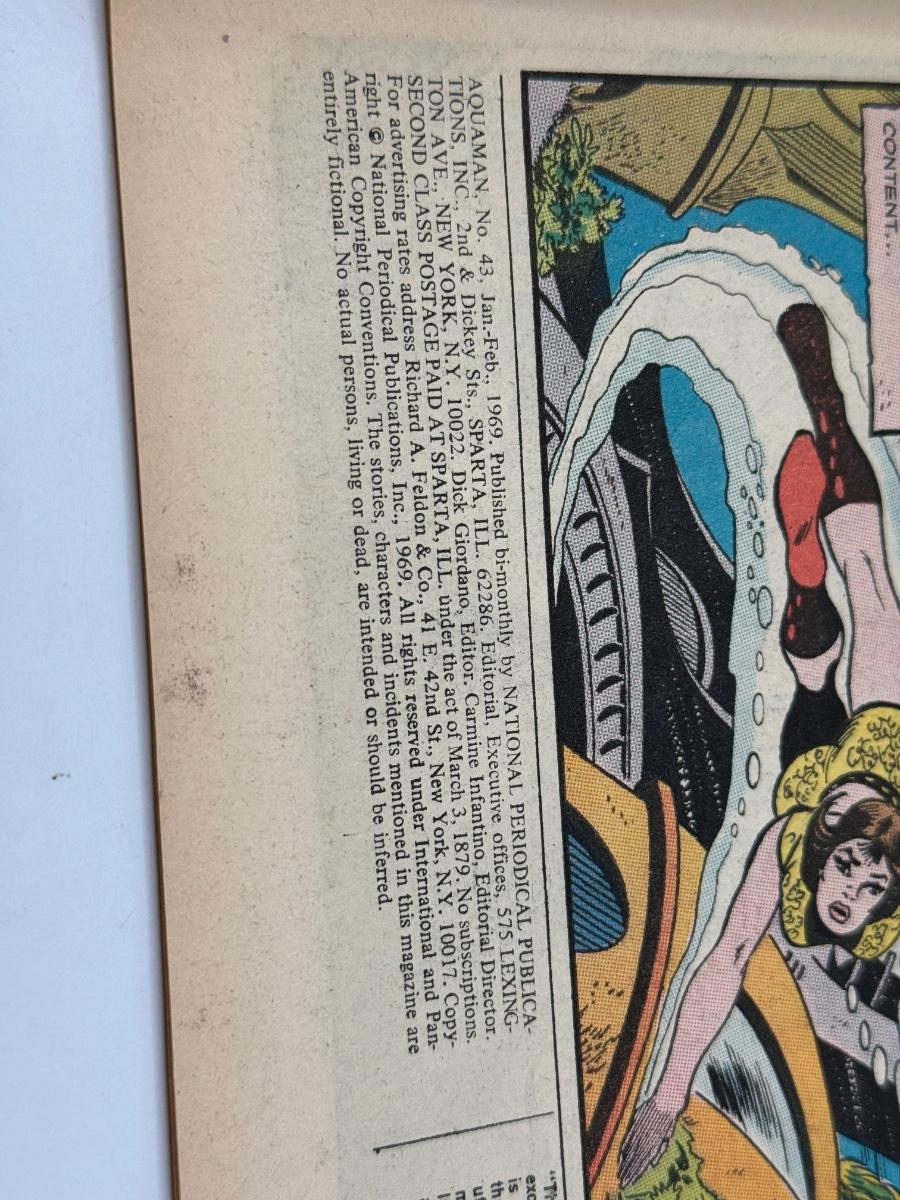 AQUAMAN, No. 43, Jan.-Feb., 1969. Published bi-monthly by NATIONAL PERIODICAL PUBLICA-
TIONS, INC., 2nd & Dickey Sts., SPARTA, ILL. 62286. Editorial, Executive offices, 575 LEXING-
TON AVE., NEW YORK, N.Y. 10022. Dick Giordano, Editor. Carmine Infantino, Editorial Director.
SECOND CLASS POSTAGE PAID AT SPARTA, ILL. under the act of March 3, 1879. No subscriptions.
For advertising rates address Richard A. Feldon & Co., 41 E. 42nd St., New York, N.Y. 10017. Copy-
right © National Periodical Publications, Inc., 1969. All rights reserved under International and Pan-
American Copyright Conventions. The stories, characters and incidents mentioned in this magazine are
entirely fictional. No actual persons, living or dead, are intended or should be inferred.
CONTENT...
is